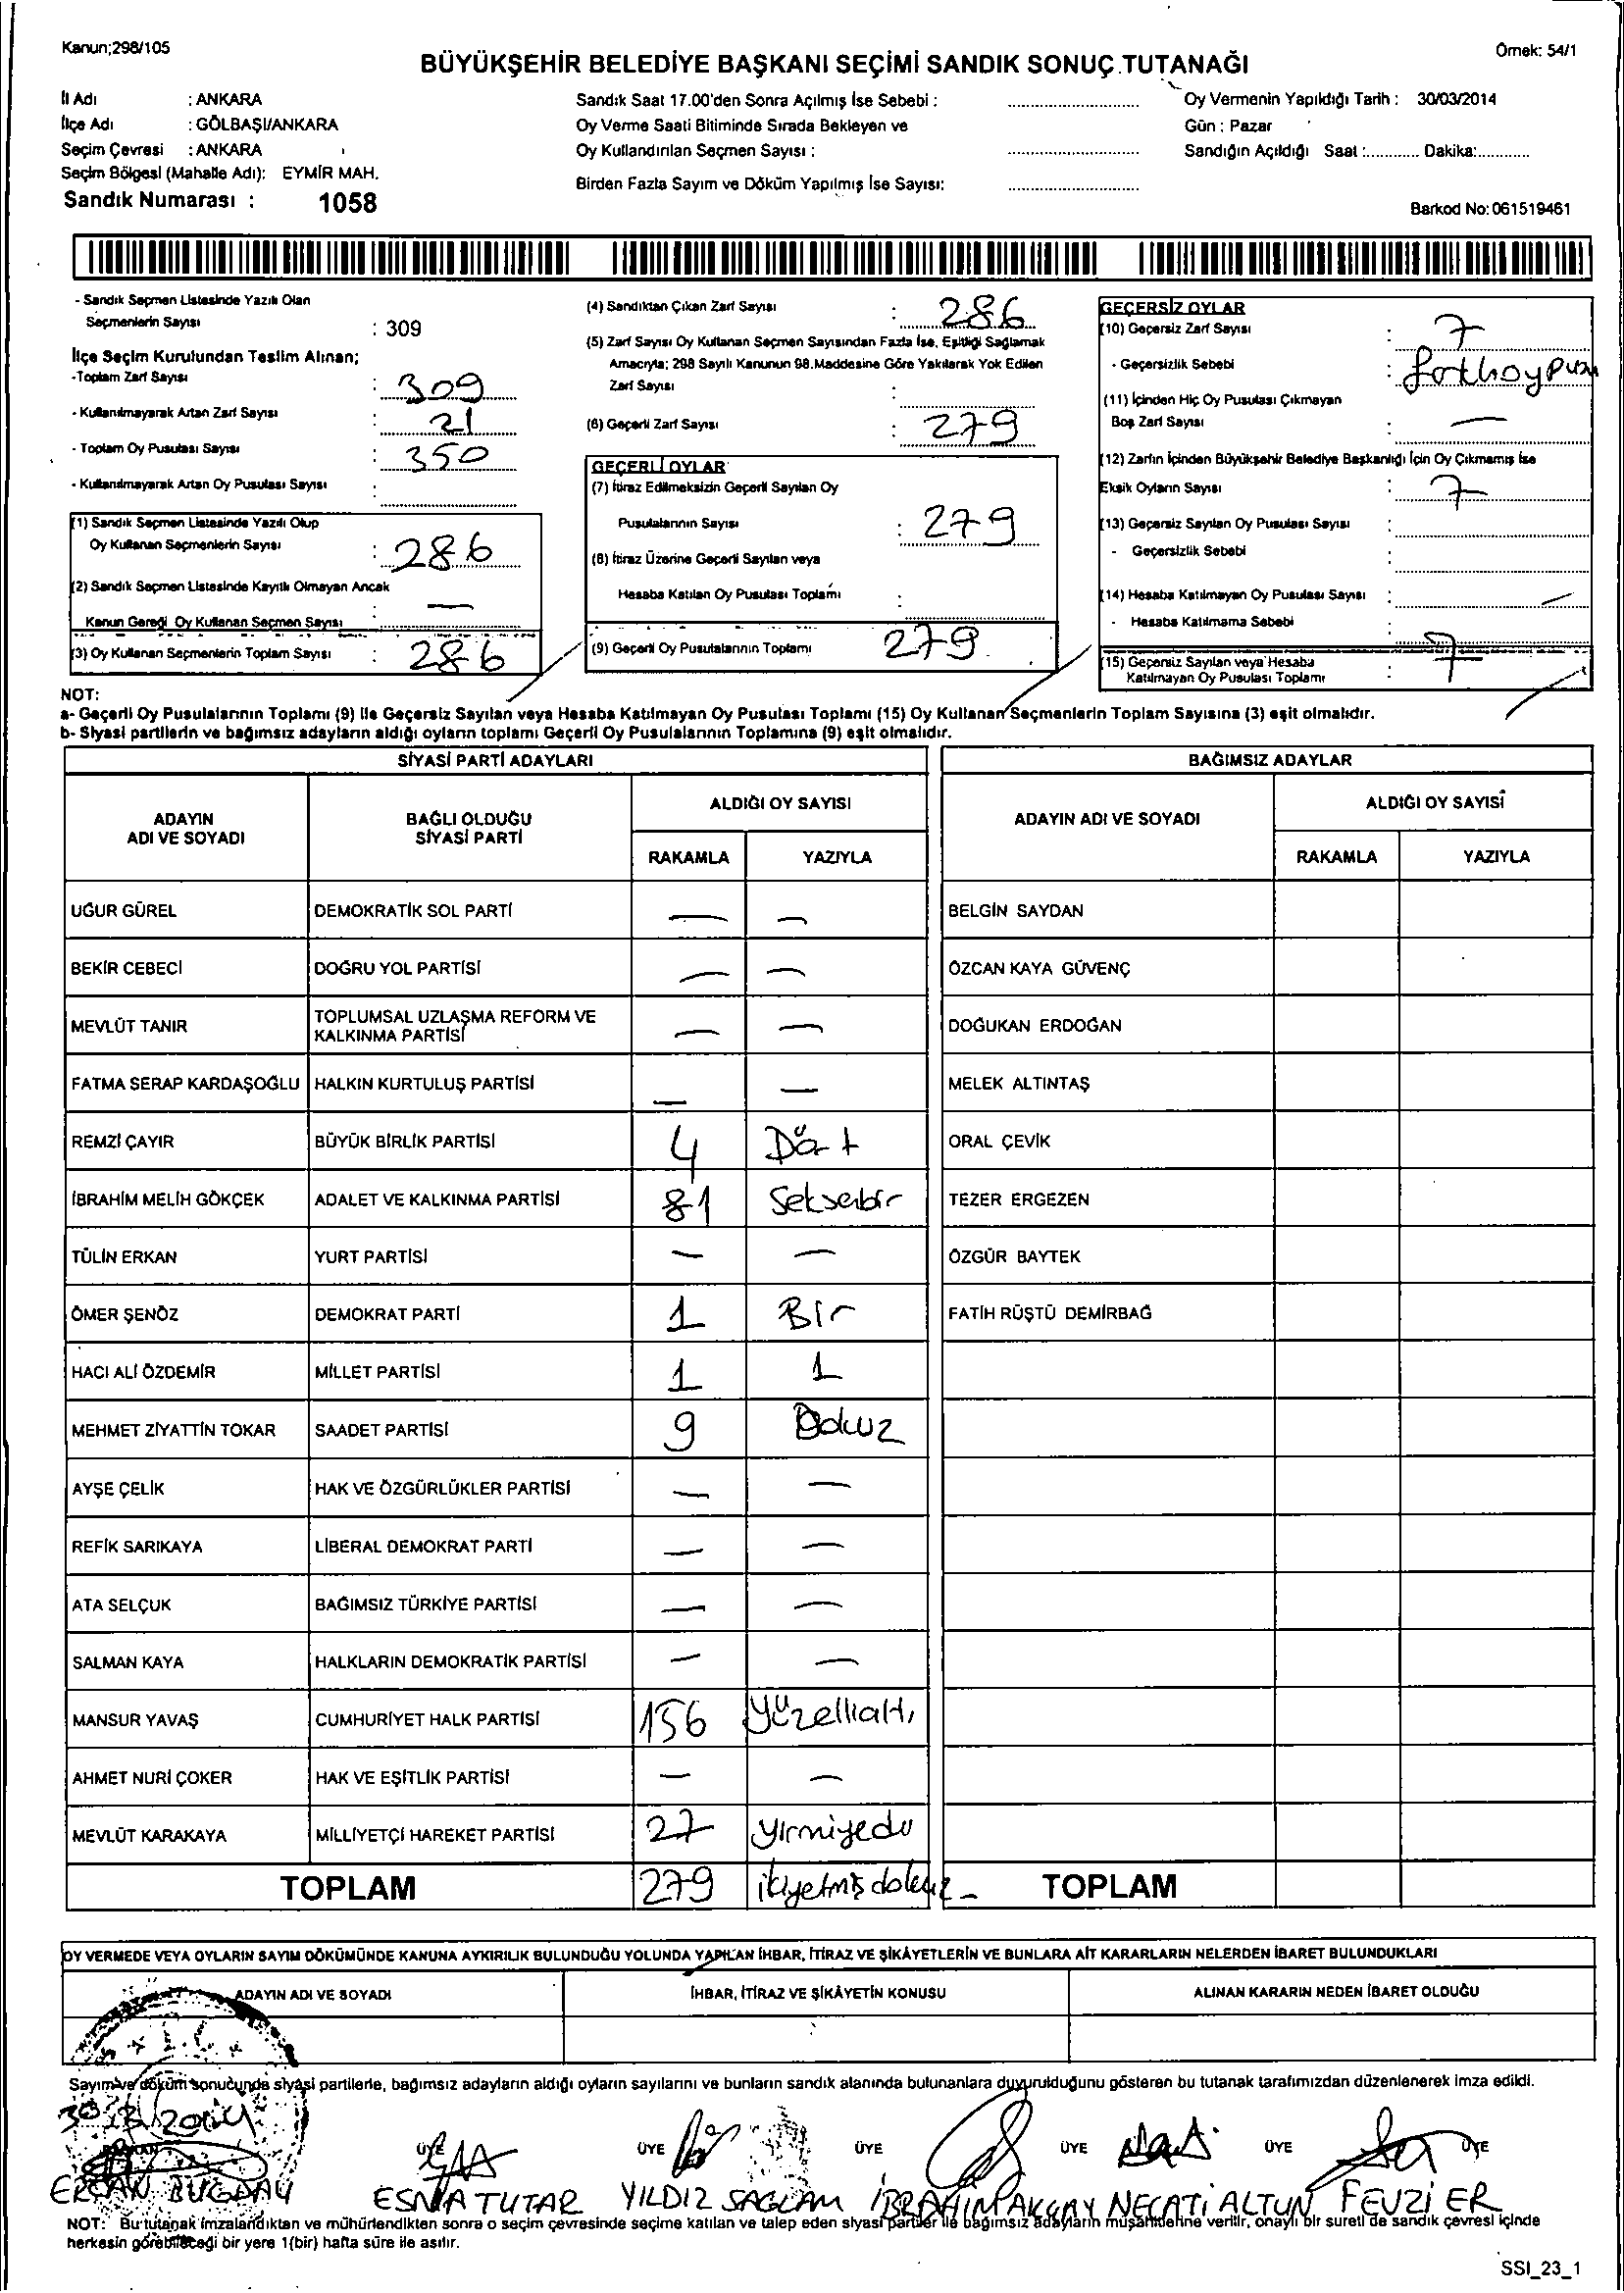 Kanun;298/105
Örnek: 54/1
BÜYÜKŞEHİR BELEDİYE BAŞKANI SEÇİMİ SANDIK SONUÇ TUTANAĞI
İl Adı : ANKARA
İlçe Adı : GÖLBAŞI/ANKARA
Seçim Çevresi : ANKARA
Seçim Bölgesi (Mahalle Adı): EYMİR MAH.
Sandık Numarası : 1058
Sandık Saat 17.00'den Sonra Açılmış İse Sebebi :
Oy Verme Saati Bitiminde Sırada Bekleyen ve
Oy Kullandırılan Seçmen Sayısı :
Birden Fazla Sayım ve Döküm Yapılmış İse Sayısı:
Oy Vermenin Yapıldığı Tarih : 30/03/2014
Gün : Pazar
Sandığın Açıldığı Saat :............ Dakika:............
Barkod No: 061519461
- Sandık Seçmen Listesinde Yazılı Olan
Seçmenlerin Sayısı : 309
İlçe Seçim Kurulundan Teslim Alınan;
-Toplam Zarf Sayısı : 309
- Kullanılmayarak Artan Zarf Sayısı : 21
- Toplam Oy Pusulası Sayısı : 350
- Kullanılmayarak Artan Oy Pusulası Sayısı :
(1) Sandık Seçmen Listesinde Yazılı Olup
Oy Kullanan Seçmenlerin Sayısı : 286
(2) Sandık Seçmen Listesinde Kayıtlı Olmayan Ancak
Kanun Gereği Oy Kullanan Seçmen Sayısı : —
(3) Oy Kullanan Seçmenlerin Toplam Sayısı : 286
(4) Sandıktan Çıkan Zarf Sayısı : 286
(5) Zarf Sayısı Oy Kullanan Seçmen Sayısından Fazla İse, Eşitliği Sağlamak
Amacıyla; 298 Sayılı Kanunun 98.Maddesine Göre Yakılarak Yok Edilen
Zarf Sayısı :
(6) Geçerli Zarf Sayısı : 279
GEÇERLİ OYLAR
(7) İtiraz Edilmeksizin Geçerli Sayılan Oy
Pusulalarının Sayısı : 279
(8) İtiraz Üzerine Geçerli Sayılan veya
Hesaba Katılan Oy Pusulası Toplamı :
(9) Geçerli Oy Pusulalarının Toplamı 279
GEÇERSİZ OYLAR
(10) Geçersiz Zarf Sayısı : 7
- Geçersizlik Sebebi :
(11) İçinden Hiç Oy Pusulası Çıkmayan
Boş Zarf Sayısı : —
(12) Zarfın İçinden Büyükşehir Belediye Başkanlığı İçin Oy Çıkmamış İse
Eksik Oyların Sayısı : 7
(13) Geçersiz Sayılan Oy Pusulası Sayısı :
- Geçersizlik Sebebi :
(14) Hesaba Katılmayan Oy Pusulası Sayısı : —
- Hesaba Katılmama Sebebi :
(15) Geçersiz Sayılan veya Hesaba
Katılmayan Oy Pusulası Toplamı : 7
NOT:
a- Geçerli Oy Pusulalarının Toplamı (9) ile Geçersiz Sayılan veya Hesaba Katılmayan Oy Pusulası Toplamı (15) Oy Kullanan Seçmenlerin Toplam Sayısına (3) eşit olmalıdır.
b- Siyasi partilerin ve bağımsız adayların aldığı oyların toplamı Geçerli Oy Pusulalarının Toplamına (9) eşit olmalıdır.
SİYASİ PARTİ ADAYLARI
ADAYIN ADI VE SOYADI
BAĞLI OLDUĞU SİYASİ PARTİ
ALDIĞI OY SAYISI
RAKAMLA YAZIYLA
UĞUR GÜREL DEMOKRATİK SOL PARTİ — —
BEKİR CEBECİ DOĞRU YOL PARTİSİ — —
MEVLÜT TANIR TOPLUMSAL UZLAŞMA REFORM VE KALKINMA PARTİSİ — —
FATMA SERAP KARDAŞOĞLU HALKIN KURTULUŞ PARTİSİ — —
REMZİ ÇAYIR BÜYÜK BİRLİK PARTİSİ 4 Dört
İBRAHİM MELİH GÖKÇEK ADALET VE KALKINMA PARTİSİ 81 Seksenbir
TÜLİN ERKAN YURT PARTİSİ — —
ÖMER ŞENÖZ DEMOKRAT PARTİ 1 Bir
HACI ALİ ÖZDEMİR MİLLET PARTİSİ 1 1
MEHMET ZİYATTİN TOKAR SAADET PARTİSİ 9 Dokuz
AYŞE ÇELİK HAK VE ÖZGÜRLÜKLER PARTİSİ — —
REFİK SARIKAYA LİBERAL DEMOKRAT PARTİ — —
ATA SELÇUK BAĞIMSIZ TÜRKİYE PARTİSİ — —
SALMAN KAYA HALKLARIN DEMOKRATİK PARTİSİ — —
MANSUR YAVAŞ CUMHURİYET HALK PARTİSİ 156 Yüzellialtı
AHMET NURİ ÇOKER HAK VE EŞİTLİK PARTİSİ — —
MEVLÜT KARAKAYA MİLLİYETÇİ HAREKET PARTİSİ 27 Yirmiyedi
TOPLAM 279 ikiyetmişdokuz
BAĞIMSIZ ADAYLAR
ADAYIN ADI VE SOYADI
ALDIĞI OY SAYISI
RAKAMLA YAZIYLA
BELGİN SAYDAN
ÖZCAN KAYA GÜVENÇ
DOĞUKAN ERDOĞAN
MELEK ALTINTAŞ
ORAL ÇEVİK
TEZER ERGEZEN
ÖZGÜR BAYTEK
FATİH RÜŞTÜ DEMİRBAĞ
TOPLAM
OY VERMEDE VEYA OYLARIN SAYIM DÖKÜMÜNDE KANUNA AYKIRILIK BULUNDUĞU YOLUNDA YAPILAN İHBAR, İTİRAZ VE ŞİKÂYETLERİN VE BUNLARA AİT KARARLARIN NELERDEN İBARET BULUNDUKLARI
ADAYIN ADI VE SOYADI İHBAR, İTİRAZ VE ŞİKÂYETİN KONUSU ALINAN KARARIN NEDEN İBARET OLDUĞU
Sayım ve döküm sonucunda siyasi partilerle, bağımsız adayların aldığı oyların sayılarını ve bunların sandık alanında bulunanlara duyurulduğunu gösteren bu tutanak tarafımızdan düzenlenerek imza edildi.
BAŞKAN ÜYE ÜYE ÜYE ÜYE ÜYE ÜYE
ERCAN BUĞDAY ESMA TUTAR YILDIZ SAĞLAM İBRAHİM AKÇAY NECATİ ALTUN FEVZİ ER
NOT: Bu tutanak imzalandıktan ve mühürlendikten sonra o seçim çevresinde seçime katılan ve talep eden siyasi partiler ile bağımsız adayların müşahidlerine verilir, onaylı bir sureti de sandık çevresi içinde
herkesin görebileceği bir yere 1(bir) hafta süre ile asılır.
SSI_23_1